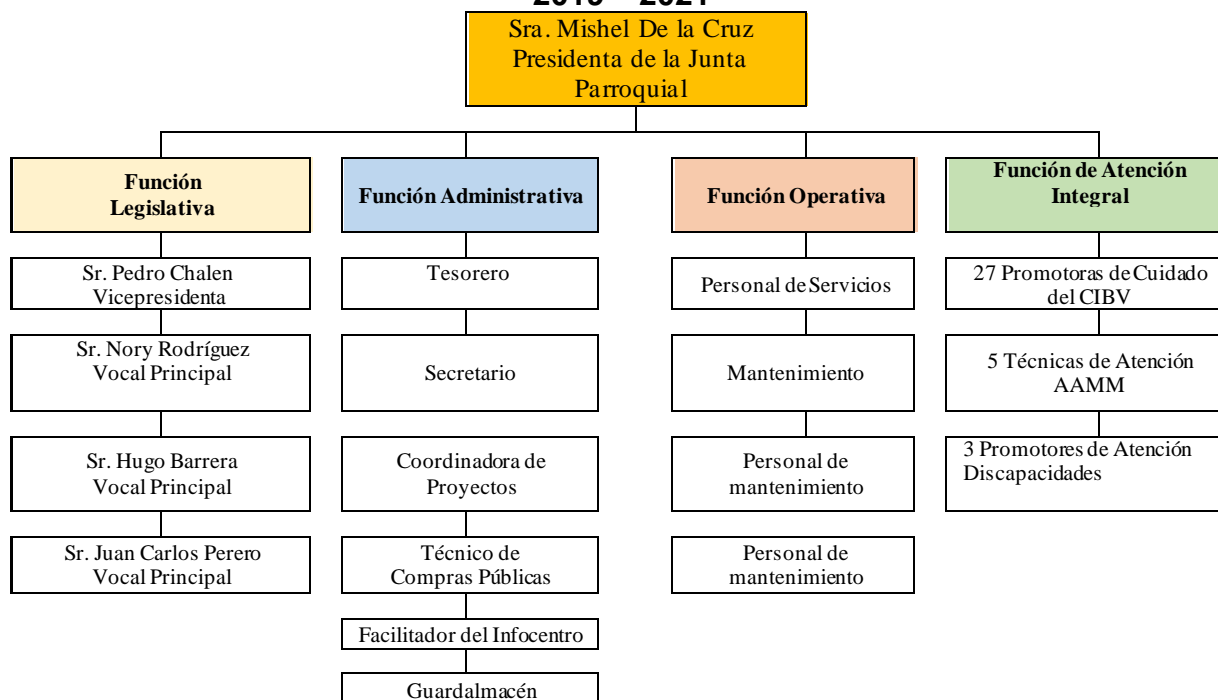 Sra. Mishel De la Cruz
Presidenta de la Junta
Parroquial
Función
Legislativa
Sr. Pedro Chalen
Vicepresidenta
Sr. Nory Rodríguez
Vocal Principal
Sr. Hugo Barrera
Vocal Principal
Sr. Juan Carlos Perero
Vocal Principal
Función Administrativa
Tesorero
Secretario
Coordinadora de
Proyectos
Técnico de
Compras Públicas
Facilitador del Infocentro
Guardalmacén
Función Operativa
Personal de Servicios
Mantenimiento
Personal de
mantenimiento
Personal de
mantenimiento
Función de Atención
Integral
27 Promotoras de Cuidado
del CIBV
5 Técnicas de Atención
AAMM
3 Promotores de Atención
Discapacidades